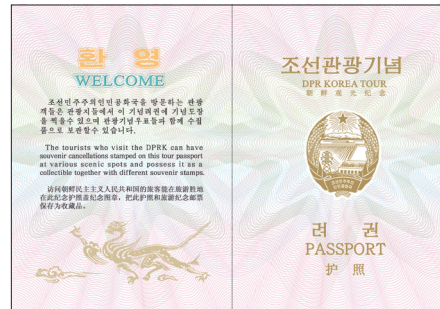 환 영
WELCOME
조선민주주의인민공화국을 방문하는 관광
객들은 관광지들에서 이 기념려권에 기념도장
을 찍을수 있으며 관광기념우표들과 함께 수집
품으로 보관할수 있습니다.
The tourists who visit the DPRK can have
souvenir cancellations stamped on this tour passport
at various scenic spots and possess it as a
collectible together with different souvenir stamps.
访问朝鲜民主主义人民共和国的旅客能在旅游胜地
在此纪念护照盖纪念图章，把此护照和旅游纪念邮票
保存为收藏品。
조선관광기념
DPR KOREA TOUR
朝 鲜 观 光 纪 念
려 권
PASSPORT
护 照